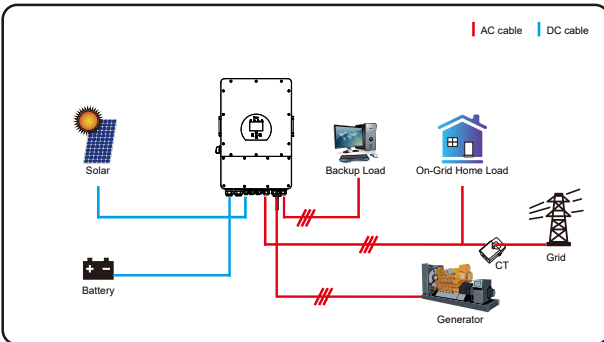 AC cable
DC cable
Solar
Backup Load
On-Grid Home Load
CT
Grid
Battery
Generator